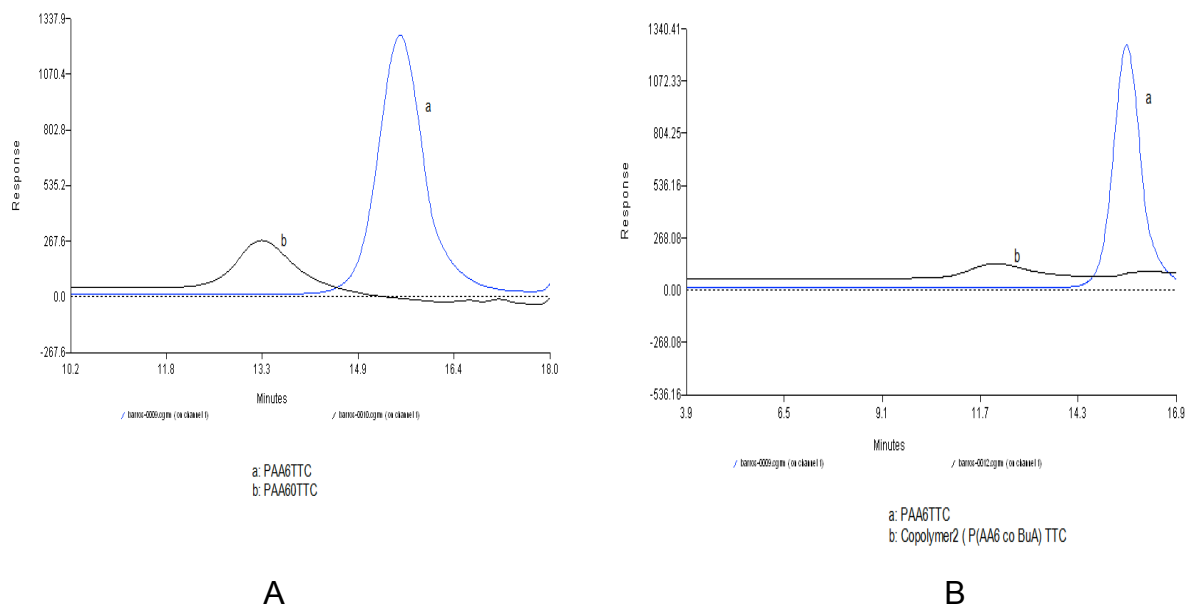 1337.9
1070.4
802.8
535.2
267.6
0.0
-267.6
Response
a
b
10.2 11.8 13.3 14.9 16.4 18.0
Minutes
a: PAA6TTC
b: PAA60TTC
A
1340.41
1072.33
804.25
536.16
268.08
0.00
-268.08
-536.16
Response
a
b
3.9 6.5 9.1 11.7 14.3 16.9
Minutes
a: PAA6TTC
b: Copolymer2 ( P(AA6 co BuA) TTC
B